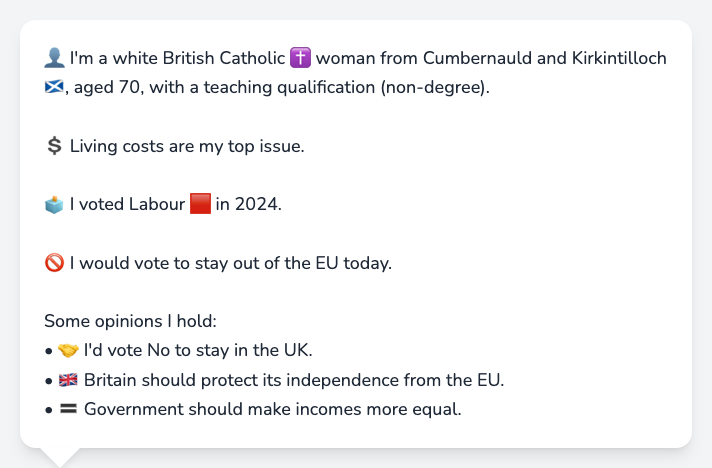 👤 I'm a white British Catholic ✝️ woman from Cumbernauld and Kirkintilloch
🏴󠁧󠁢󠁳󠁣󠁴󠁿, aged 70, with a teaching qualification (non-degree).
💲 Living costs are my top issue.
🗳️ I voted Labour 🟥 in 2024.
🚫 I would vote to stay out of the EU today.
Some opinions I hold:
• 🤝 I'd vote No to stay in the UK.
• 🇬🇧 Britain should protect its independence from the EU.
• 🟰 Government should make incomes more equal.